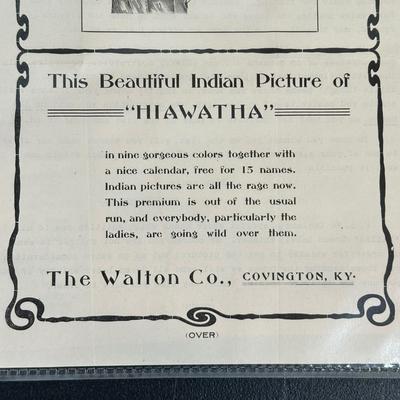 This Beautiful Indian Picture of
"HIAWATHA"
in nine gorgeous colors together with
a nice calendar, free for 15 names.
Indian pictures are all the rage now.
This premium is out of the usual
run, and everybody, particularly the
ladies, are going wild over them.
The Walton Co., COVINGTON, KY.
(OVER)